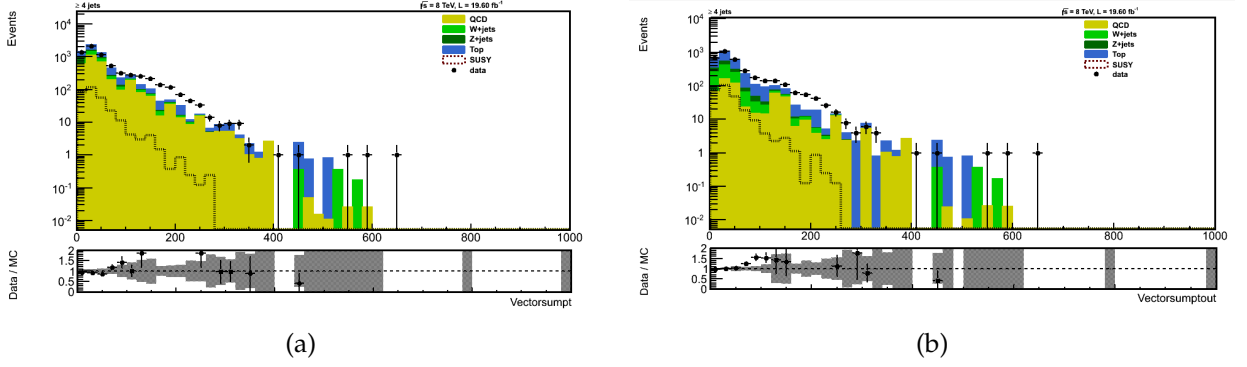 ≥ 4 jets
√s = 8 TeV, L = 19.60 fb⁻¹
Events
10⁴
10³
10²
10
1
10⁻¹
10⁻²
QCD
W+jets
Z+jets
Top
SUSY
data
0 200 400 600 800 1000
Data / MC
2
1.5
1
0.5
0
Vectorsumpt
(a)
≥ 4 jets
√s = 8 TeV, L = 19.60 fb⁻¹
Events
10⁴
10³
10²
10
1
10⁻¹
10⁻²
QCD
W+jets
Z+jets
Top
SUSY
data
0 200 400 600 800 1000
Data / MC
2
1.5
1
0.5
0
Vectorsumptout
(b)